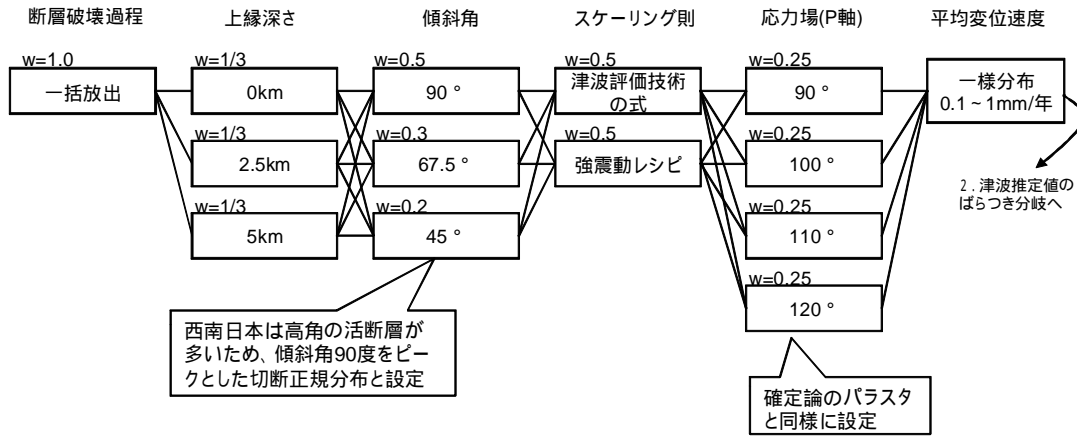 断層破壊過程
上縁深さ
傾斜角
スケーリング則
応力場(P軸)
平均変位速度
w=1.0
一括放出
w=1/3
0km
w=1/3
2.5km
w=1/3
5km
w=0.5
90 °
w=0.3
67.5 °
w=0.2
45 °
w=0.5
津波評価技術
の式
w=0.5
強震動レシピ
w=0.25
90 °
w=0.25
100 °
w=0.25
110 °
w=0.25
120 °
一様分布
0.1 ~ 1mm/年
2 . 津波推定値の
ばらつき分岐へ
西南日本は高角の活断層が
多いため、傾斜角90度をピー
クとした切断正規分布と設定
確定論のパラスタ
と同様に設定